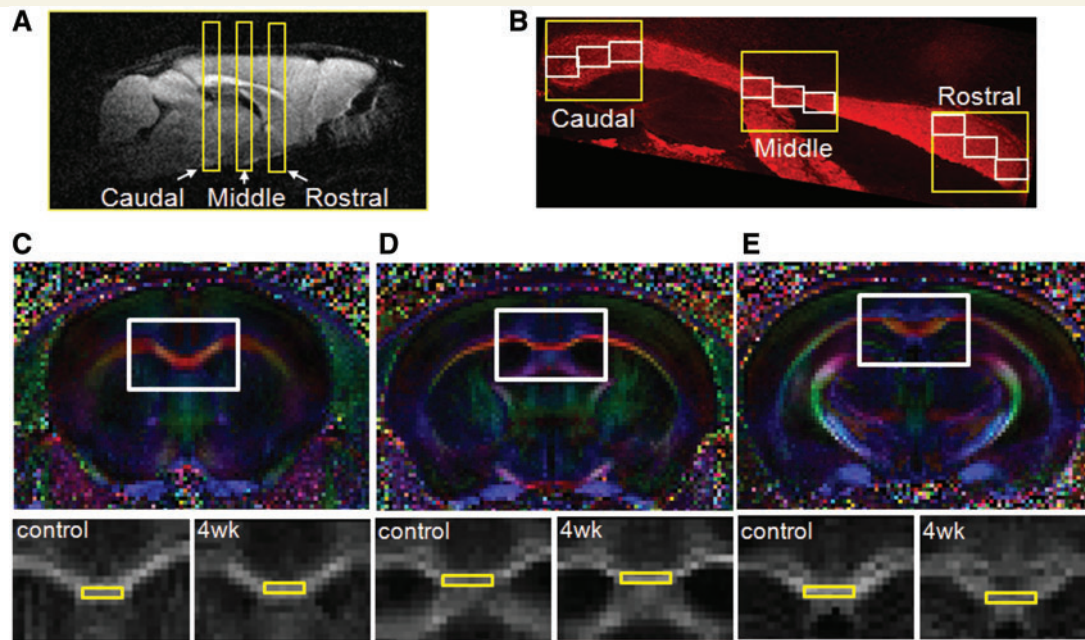 A
B
Caudal Middle Rostral
Caudal
Middle
Rostral
C
D
E
control
4wk
control
4wk
control
4wk